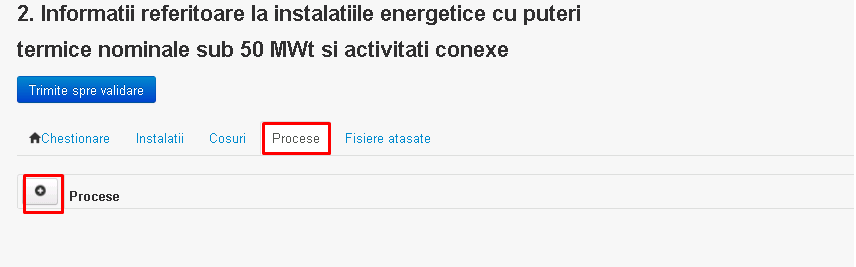 2. Informatii referitoare la instalatiile energetice cu puteri
termice nominale sub 50 MWt si activitati conexe
Trimite spre validare
Chestionare Instalatii Cosuri Procese Fisiere atasate
Procese